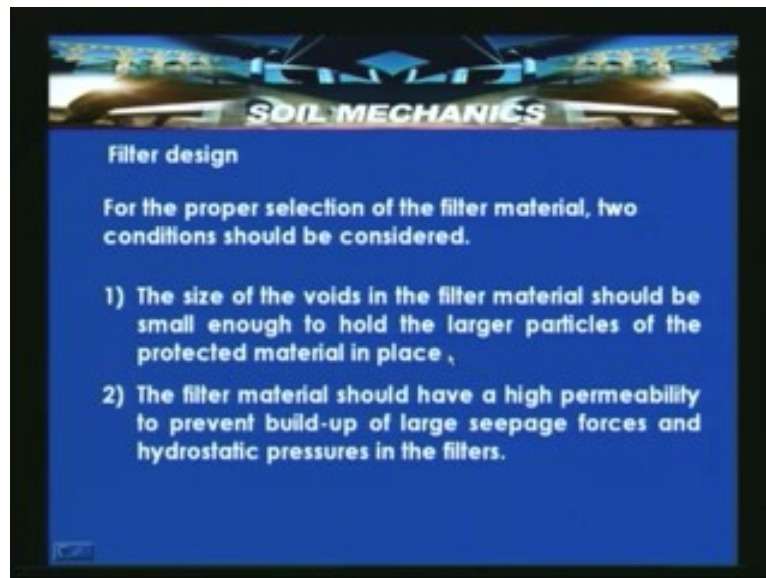 SOIL MECHANICS
Filter design
For the proper selection of the filter material, two
conditions should be considered.
1) The size of the voids in the filter material should be
small enough to hold the larger particles of the
protected material in place .
2) The filter material should have a high permeability
to prevent build-up of large seepage forces and
hydrostatic pressures in the filters.